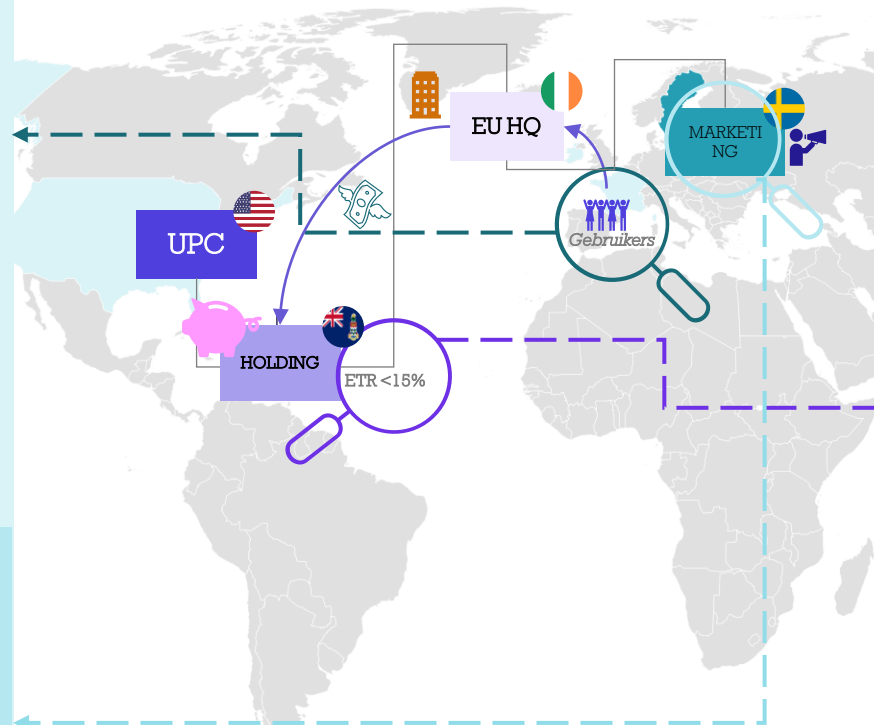 EU HQ
MARKETI
NG
UPC
Gebruikers
HOLDING
ETR <15%